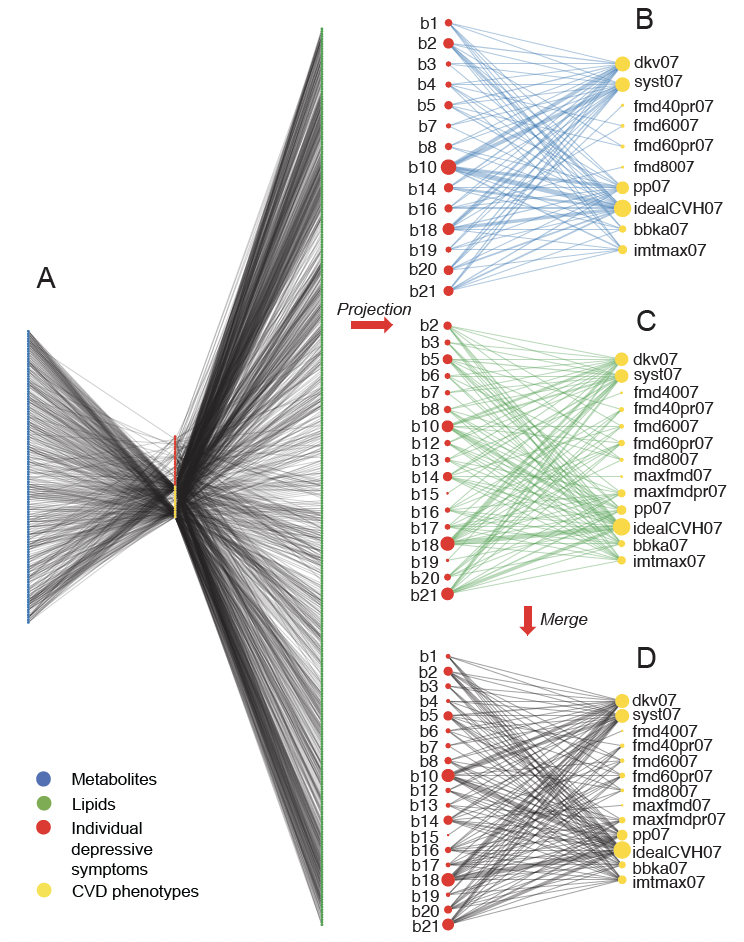 A
Metabolites
Lipids
Individual
depressive
symptoms
CVD phenotypes
Projection
B
b1
b2
b3
b4
b5
b7
b8
b10
b14
b16
b18
b19
b20
b21
dkv07
syst07
fmd40pr07
fmd6007
fmd60pr07
fmd8007
pp07
idealCVH07
bbka07
imtmax07
C
b2
b3
b5
b6
b7
b8
b10
b12
b13
b14
b15
b16
b17
b18
b19
b20
b21
dkv07
syst07
fmd4007
fmd40pr07
fmd6007
fmd60pr07
fmd8007
maxfmd07
maxfmdpr07
pp07
idealCVH07
bbka07
imtmax07
Merge
D
b1
b2
b3
b4
b5
b6
b7
b8
b10
b12
b13
b14
b15
b16
b17
b18
b19
b20
b21
dkv07
syst07
fmd4007
fmd40pr07
fmd6007
fmd60pr07
fmd8007
maxfmd07
maxfmdpr07
pp07
idealCVH07
bbka07
imtmax07